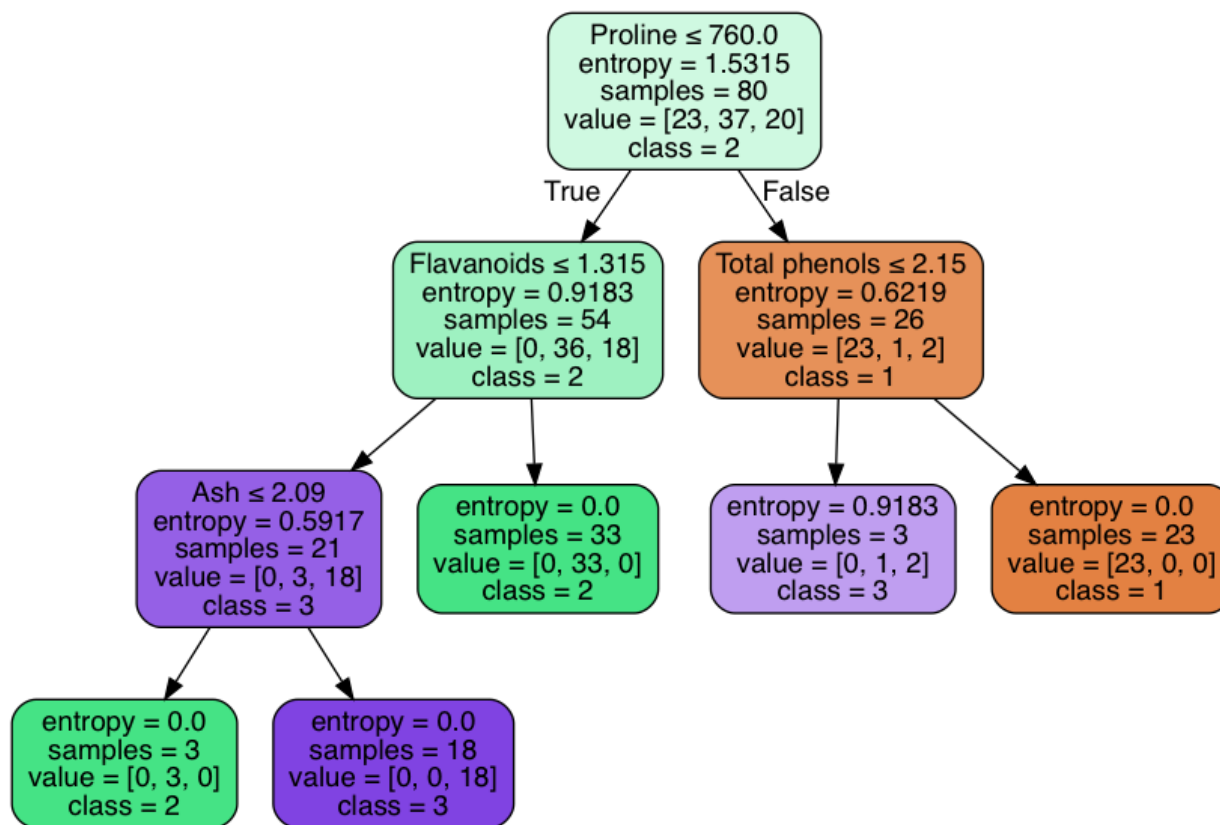 Proline ≤ 760.0
entropy = 1.5315
samples = 80
value = [23, 37, 20]
class = 2
True
False
Flavanoids ≤ 1.315
entropy = 0.9183
samples = 54
value = [0, 36, 18]
class = 2
Total phenols ≤ 2.15
entropy = 0.6219
samples = 26
value = [23, 1, 2]
class = 1
Ash ≤ 2.09
entropy = 0.5917
samples = 21
value = [0, 3, 18]
class = 3
entropy = 0.0
samples = 33
value = [0, 33, 0]
class = 2
entropy = 0.9183
samples = 3
value = [0, 1, 2]
class = 3
entropy = 0.0
samples = 23
value = [23, 0, 0]
class = 1
entropy = 0.0
samples = 3
value = [0, 3, 0]
class = 2
entropy = 0.0
samples = 18
value = [0, 0, 18]
class = 3